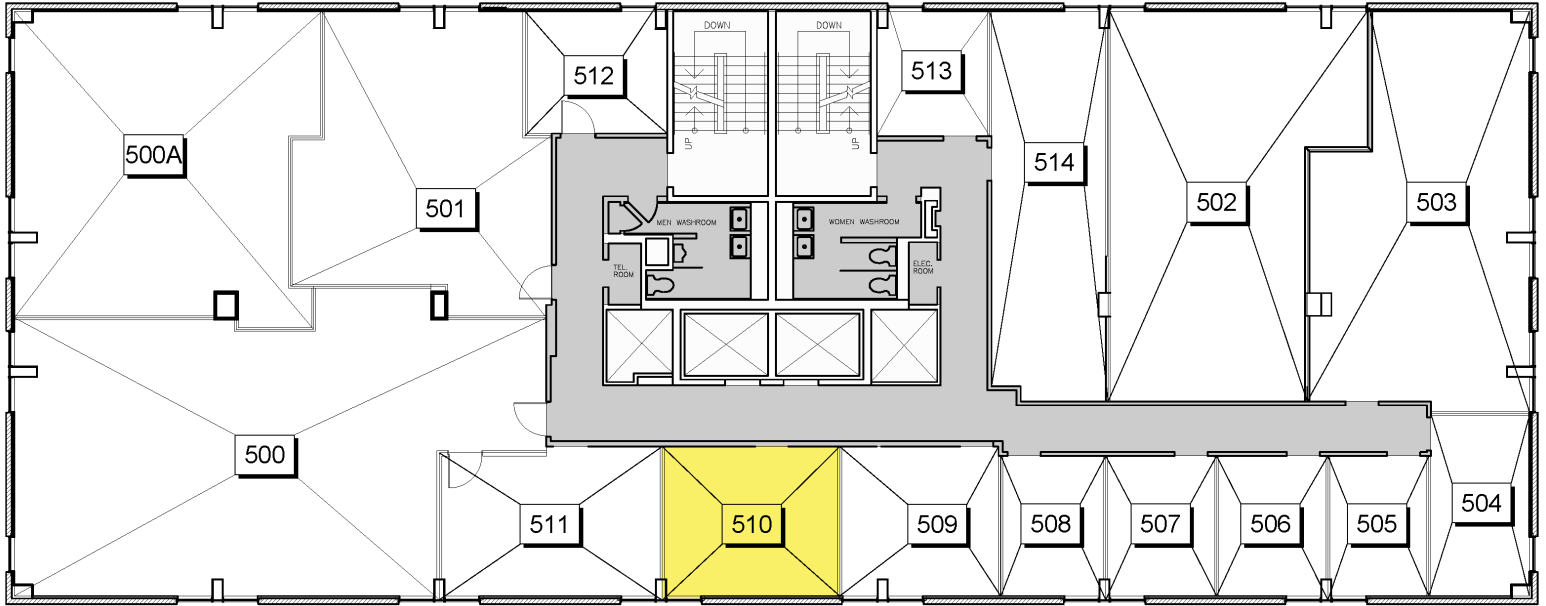 DOWN
DOWN
512
513
500A
UP
UP
514
501
502
503
MEN WASHROOM
WOMEN WASHROOM
TEL.
ROOM
ELEC.
ROOM
500
511
510
509
508
507
506
505
504